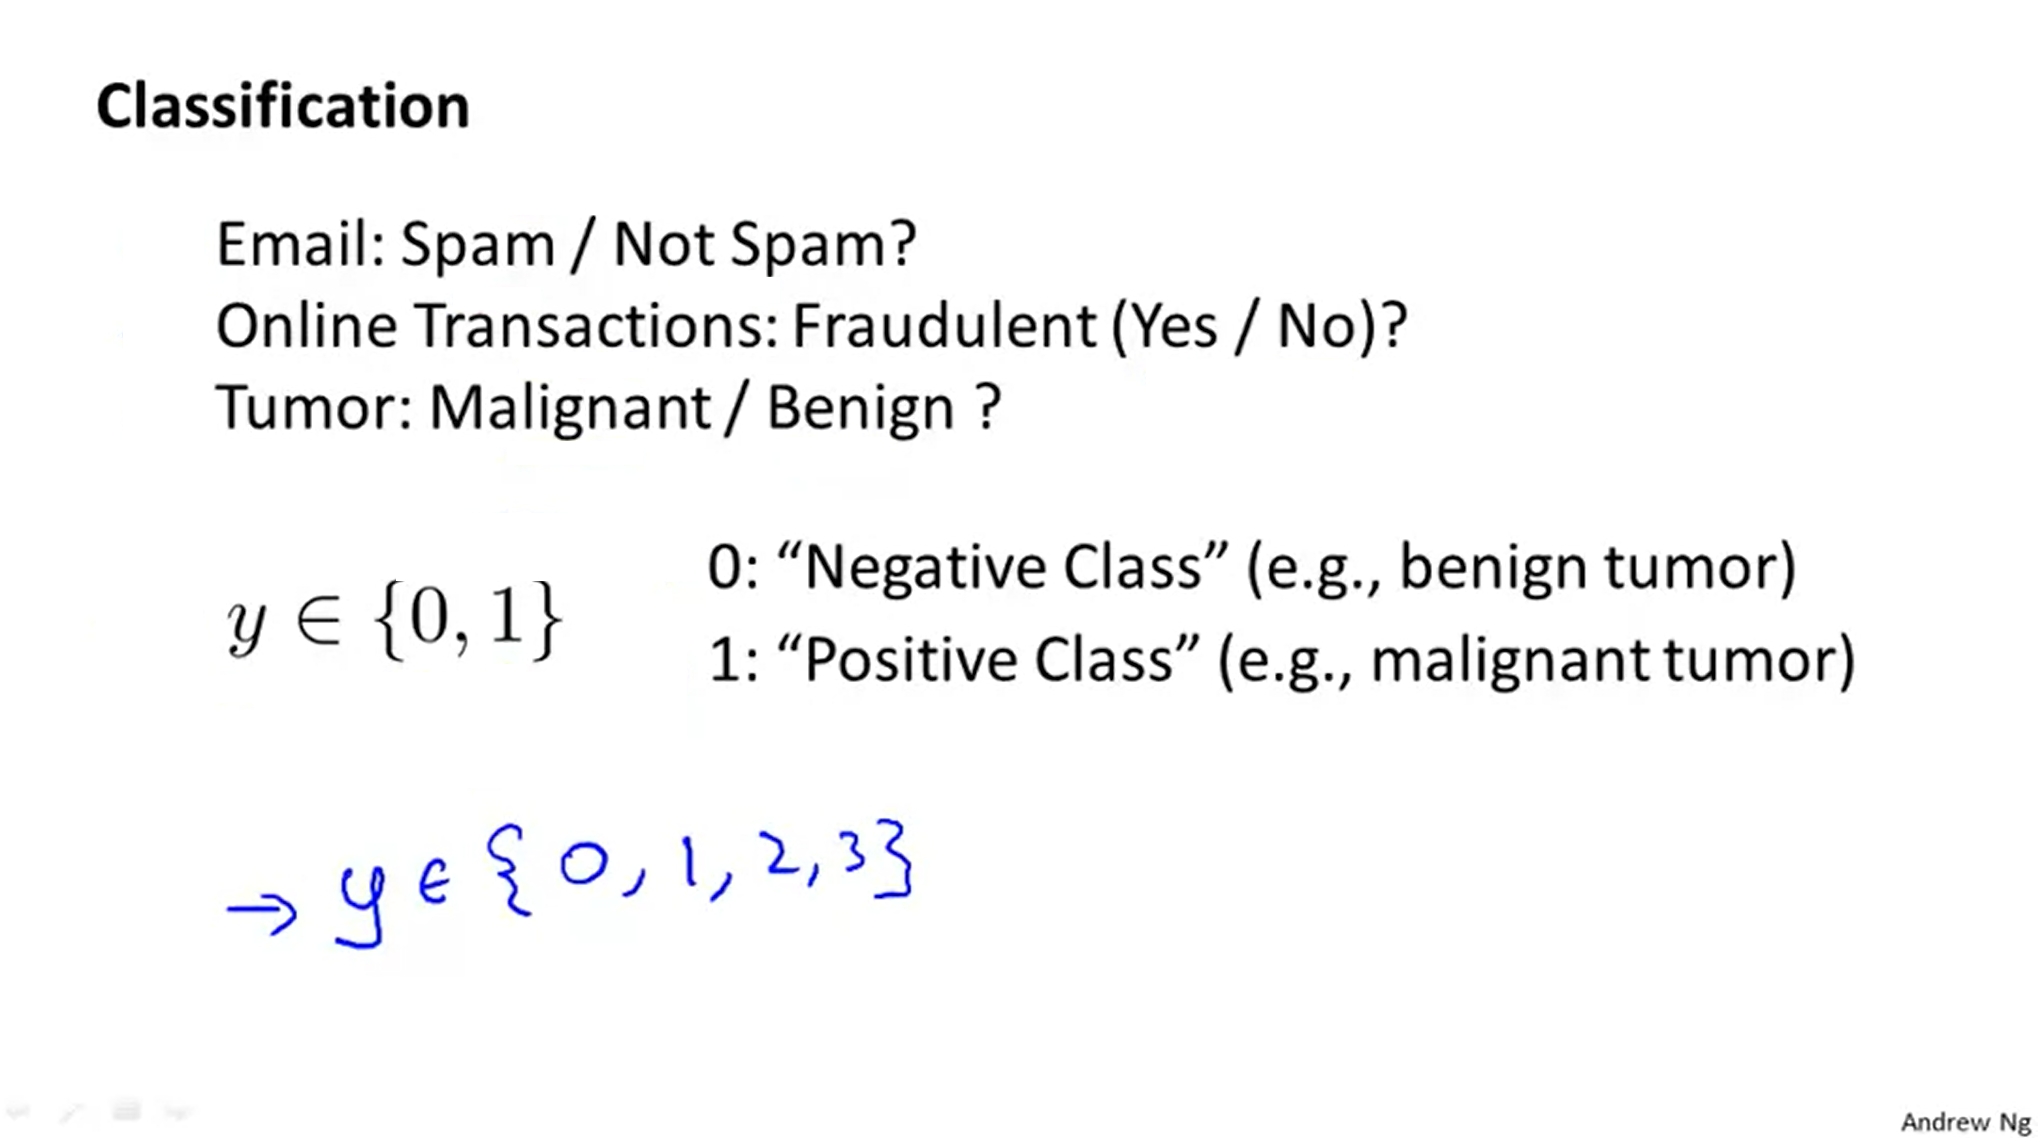 Classification
Email: Spam / Not Spam?
Online Transactions: Fraudulent (Yes / No)?
Tumor: Malignant / Benign ?
y ∈ {0, 1}
0: “Negative Class” (e.g., benign tumor)
1: “Positive Class” (e.g., malignant tumor)
→ y ∈ { 0, 1, 2, 3}
Andrew Ng